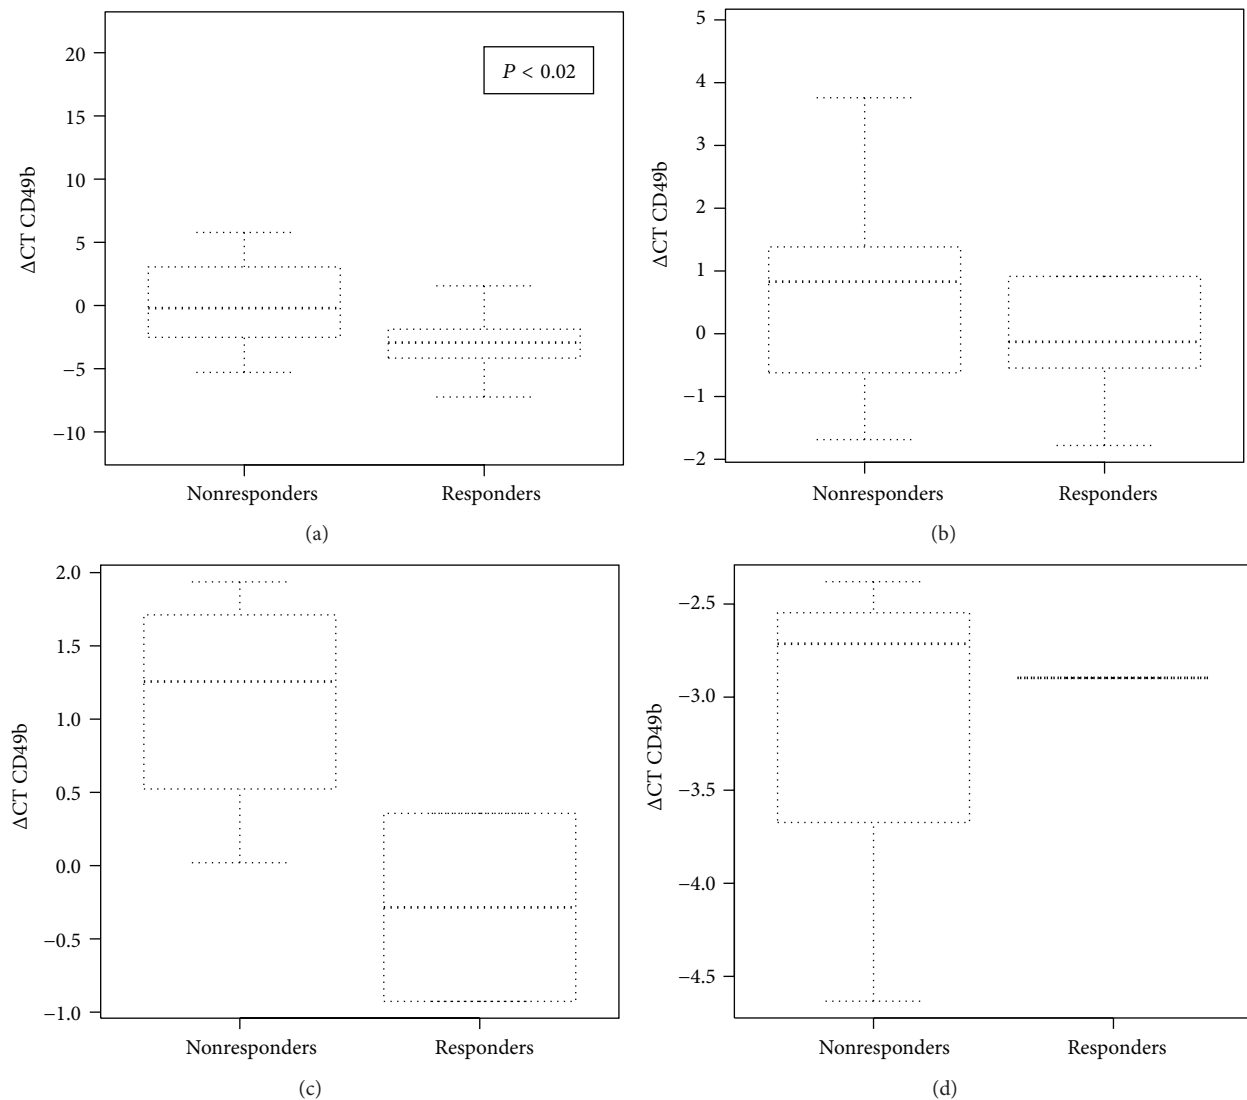 20
15
10
5
0
−5
−10
ΔCT CD49b
P < 0.02
Nonresponders
Responders
(a)
5
4
3
2
1
0
−1
−2
ΔCT CD49b
Nonresponders
Responders
(b)
2.0
1.5
1.0
0.5
0.0
−0.5
−1.0
ΔCT CD49b
Nonresponders
Responders
(c)
−2.5
−3.0
−3.5
−4.0
−4.5
ΔCT CD49b
Nonresponders
Responders
(d)